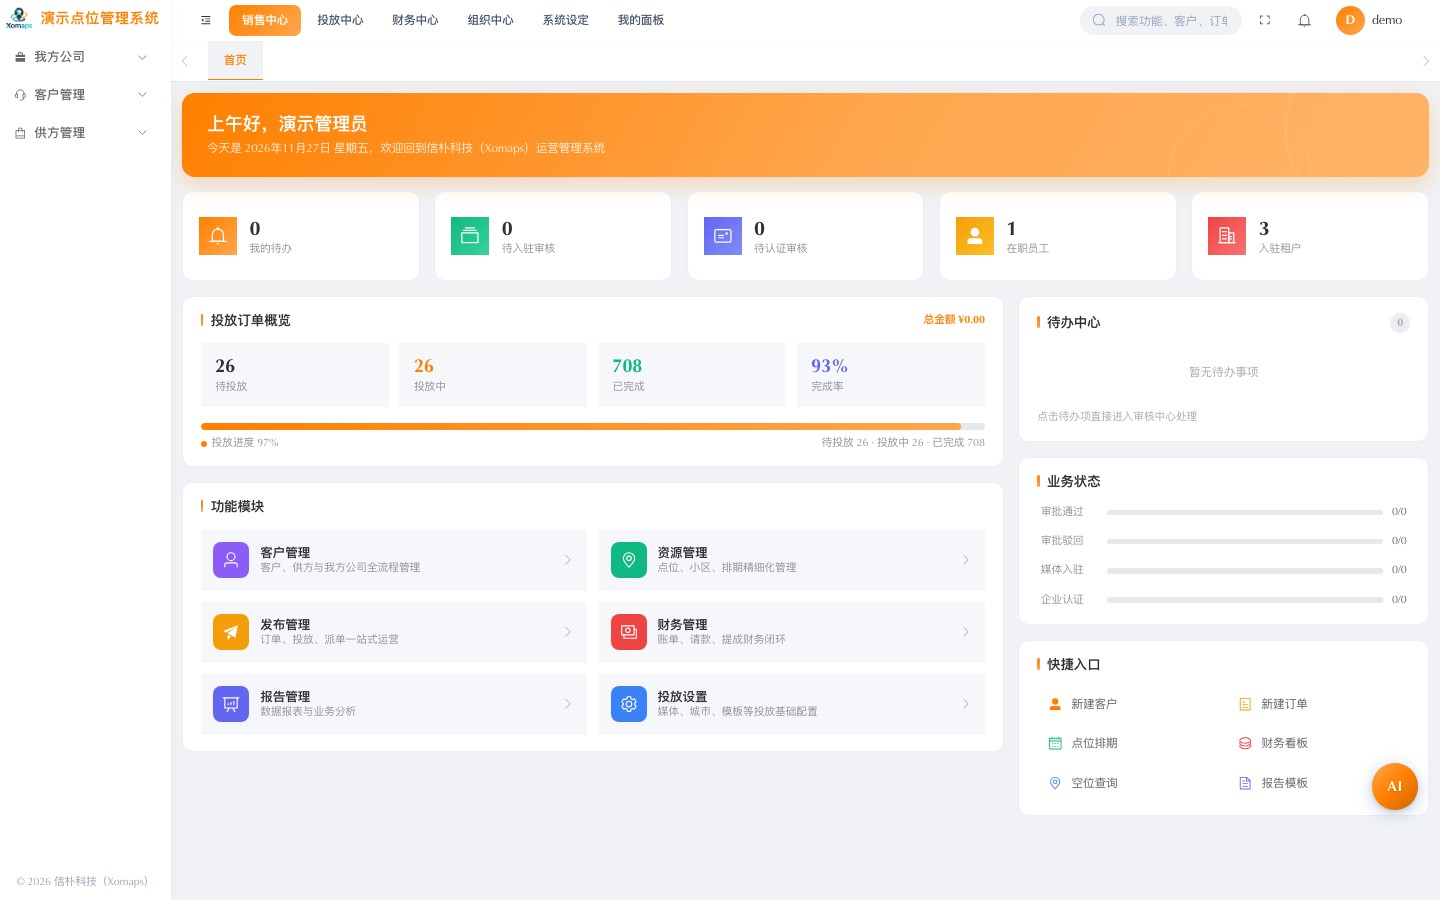 Xomaps
演示点位管理系统
销售中心
投放中心
财务中心
组织中心
系统设定
我的面板
搜索功能、客户、订单
D
demo
我方公司
客户管理
供方管理
首页
上午好，演示管理员
今天是 2026年11月27日 星期五，欢迎回到信朴科技（Xomaps）运营管理系统
0
我的待办
0
待入驻审核
0
待认证审核
1
在职员工
3
入驻租户
投放订单概览
总金额 ¥0.00
26
待投放
26
投放中
708
已完成
93%
完成率
投放进度 97%
待投放 26 · 投放中 26 · 已完成 708
功能模块
客户管理
客户、供方与我方公司全流程管理
资源管理
点位、小区、排期精细化管理
发布管理
订单、投放、派单一站式运营
财务管理
账单、请款、提成财务闭环
报告管理
数据报表与业务分析
投放设置
媒体、城市、模板等投放基础配置
待办中心
0
暂无待办事项
点击待办项直接进入审核中心处理
业务状态
审批通过
0/0
审批驳回
0/0
媒体入驻
0/0
企业认证
0/0
快捷入口
新建客户
新建订单
点位排期
财务看板
空位查询
报告模板
AI
© 2026 信朴科技（Xomaps）